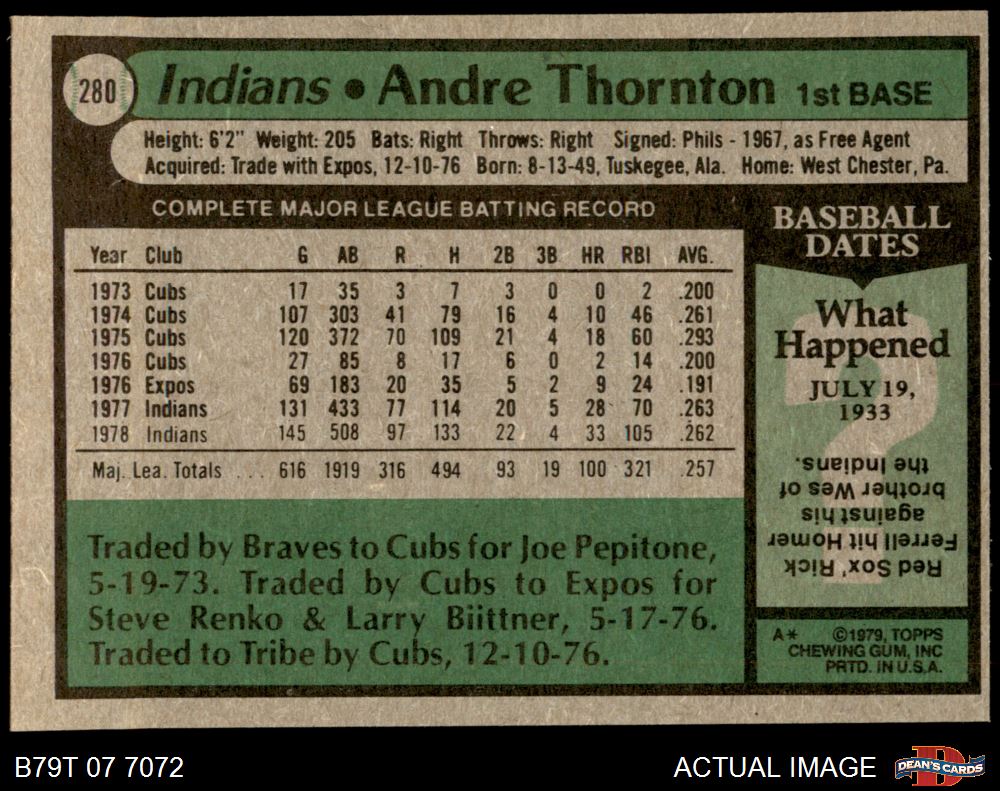 280 Indians • Andre Thornton 1st BASE
Height: 6'2" Weight: 205 Bats: Right Throws: Right Signed: Phils - 1967, as Free Agent
Acquired: Trade with Expos, 12-10-76 Born: 8-13-49, Tuskegee, Ala. Home: West Chester, Pa.
COMPLETE MAJOR LEAGUE BATTING RECORD
Year Club G AB R H 2B 3B HR RBI AVG.
1973 Cubs 17 35 3 7 3 0 0 2 .200
1974 Cubs 107 303 41 79 16 4 10 46 .261
1975 Cubs 120 372 70 109 21 4 18 60 .293
1976 Cubs 27 85 8 17 6 0 2 14 .200
1976 Expos 69 183 20 35 5 2 9 24 .191
1977 Indians 131 433 77 114 20 5 28 70 .263
1978 Indians 145 508 97 133 22 4 33 105 .262
Maj. Lea. Totals ... 616 1919 316 494 93 19 100 321 .257
Traded by Braves to Cubs for Joe Pepitone,
5-19-73. Traded by Cubs to Expos for
Steve Renko & Larry Biittner, 5-17-76.
Traded to Tribe by Cubs, 12-10-76.
BASEBALL
DATES
What
Happened
JULY 19,
1933
Red Sox' Rick
Ferrell hit Homer
against his
brother Wes of
the Indians.
A* ©1979, TOPPS
CHEWING GUM, INC
PRTD. IN U.S.A.
B79T 07 7072
ACTUAL IMAGE
DEAN'S CARDS